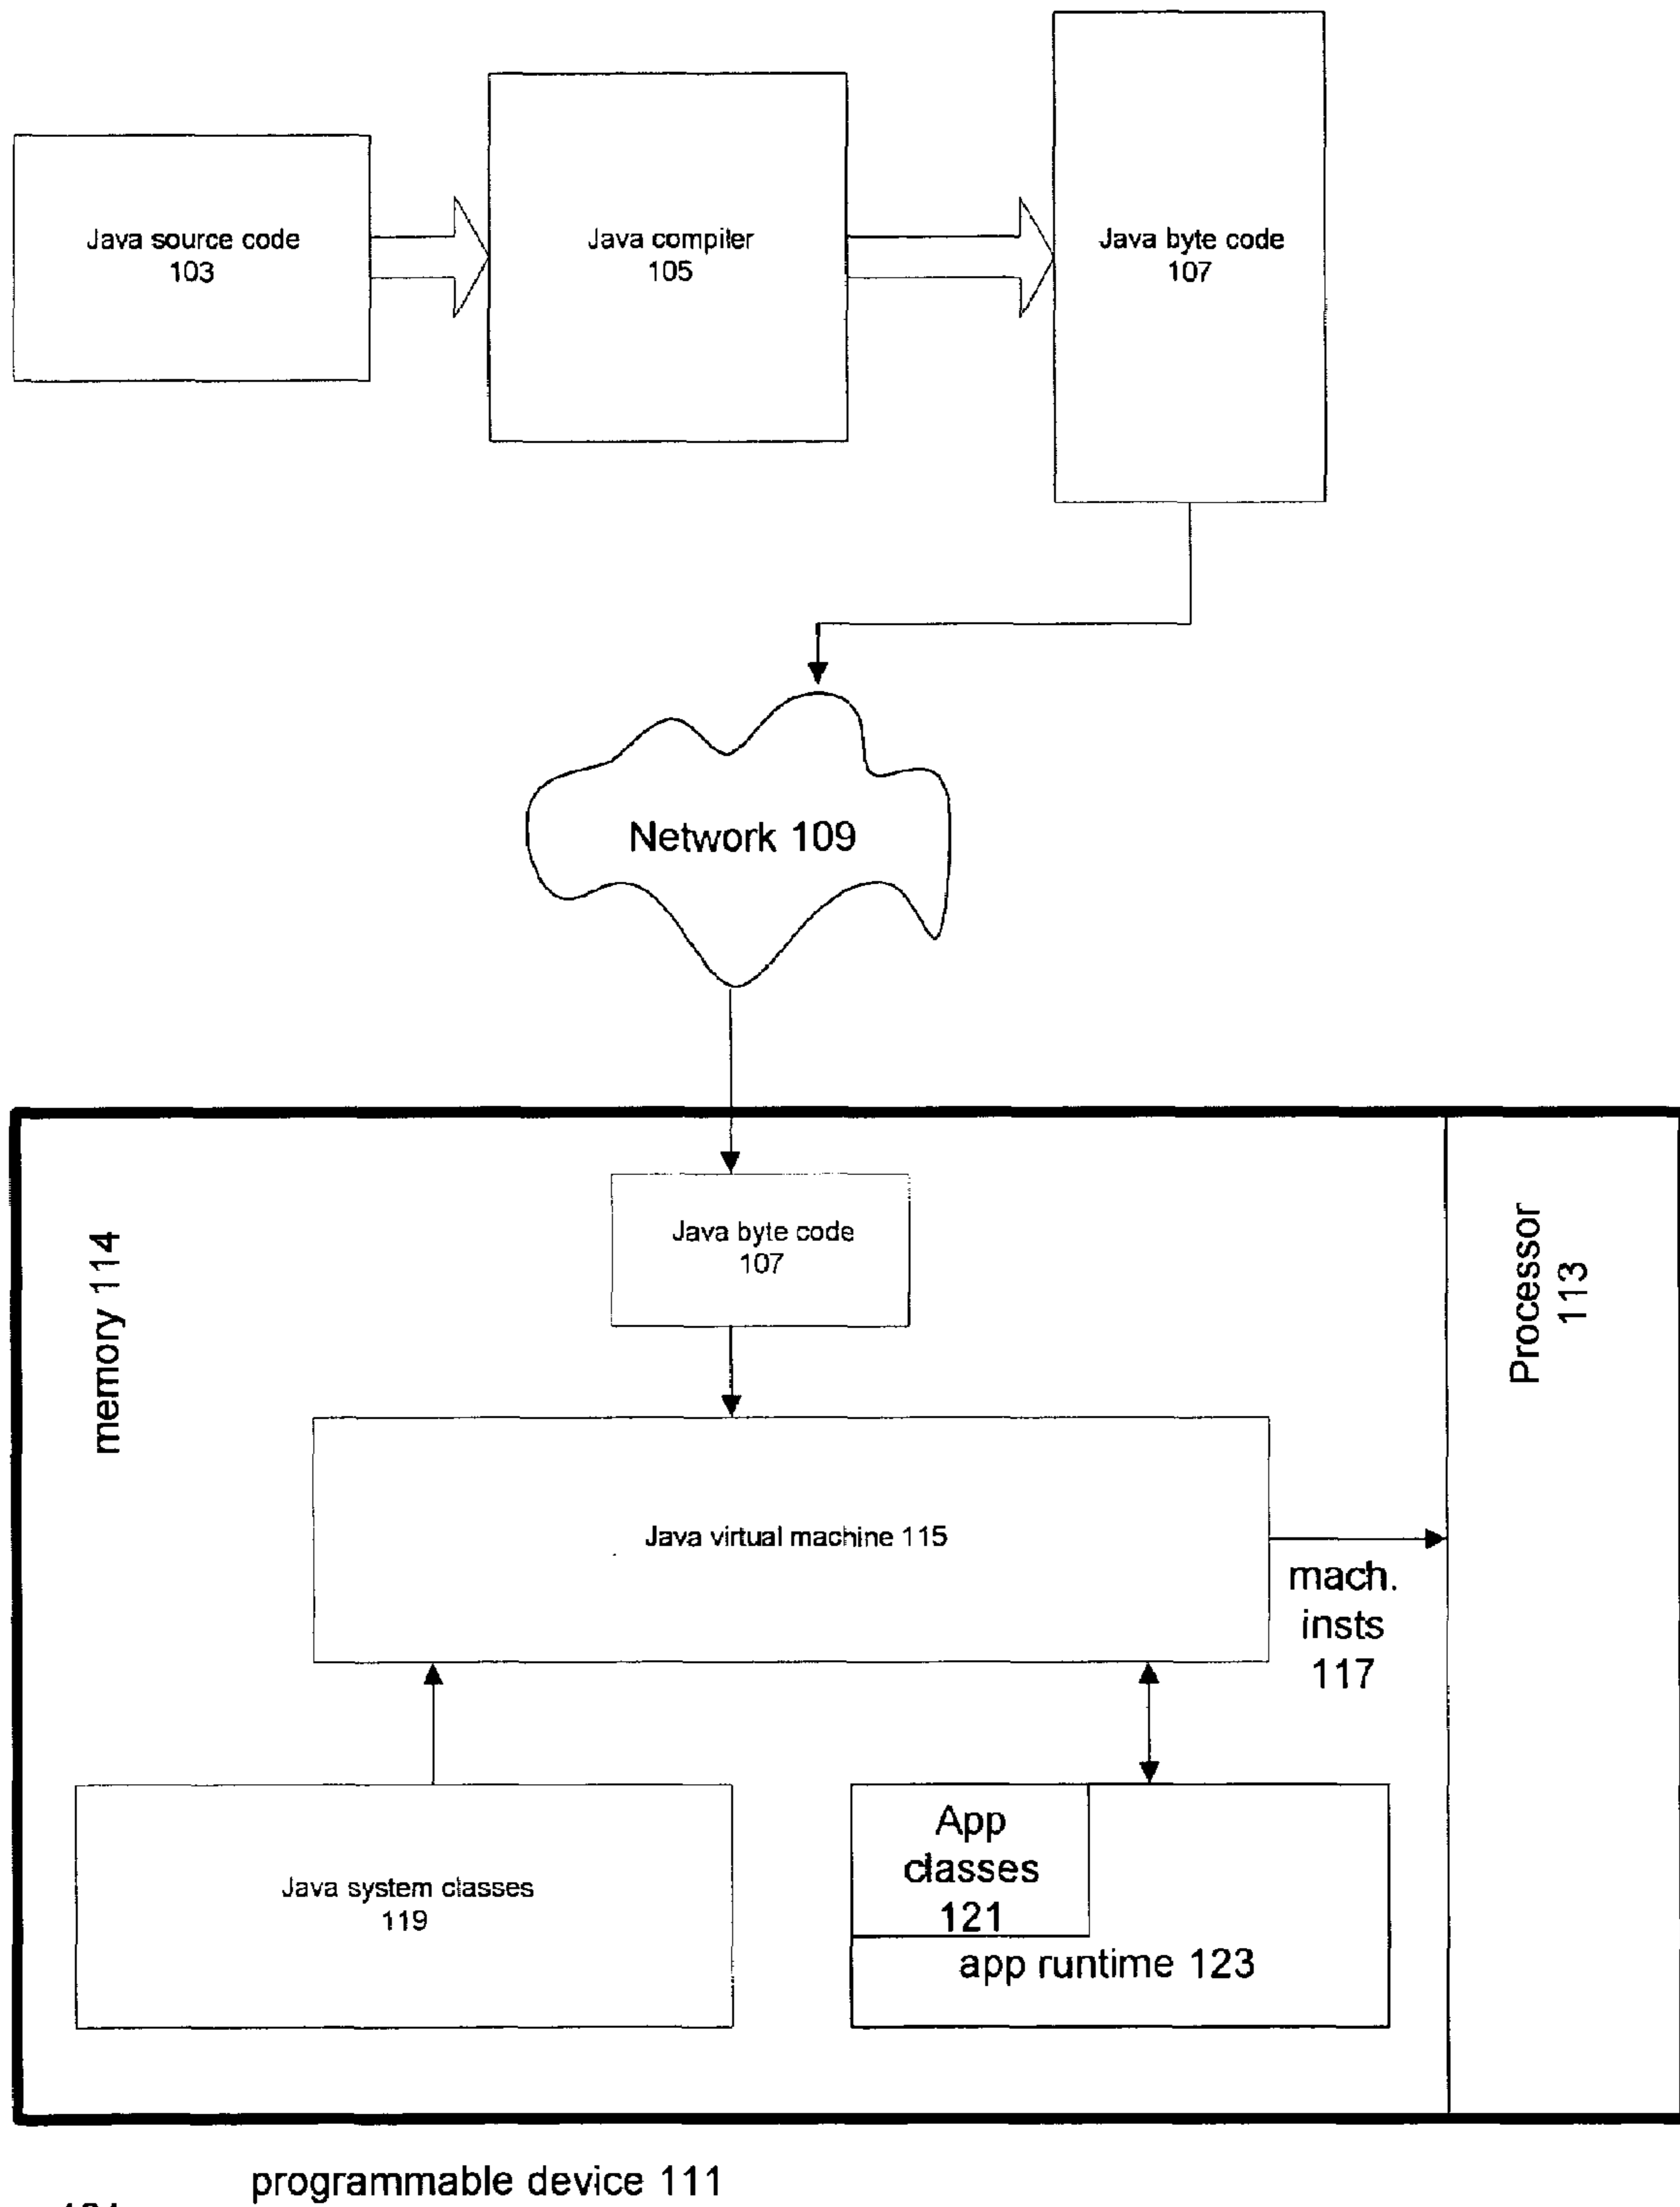 Java source code
103
Java compiler
105
Java byte code
107
Network 109
memory 114
Java byte code
107
Processor
113
Java virtual machine 115
mach.
insts
117
Java system classes
119
App
classes
121
app runtime 123
programmable device 111